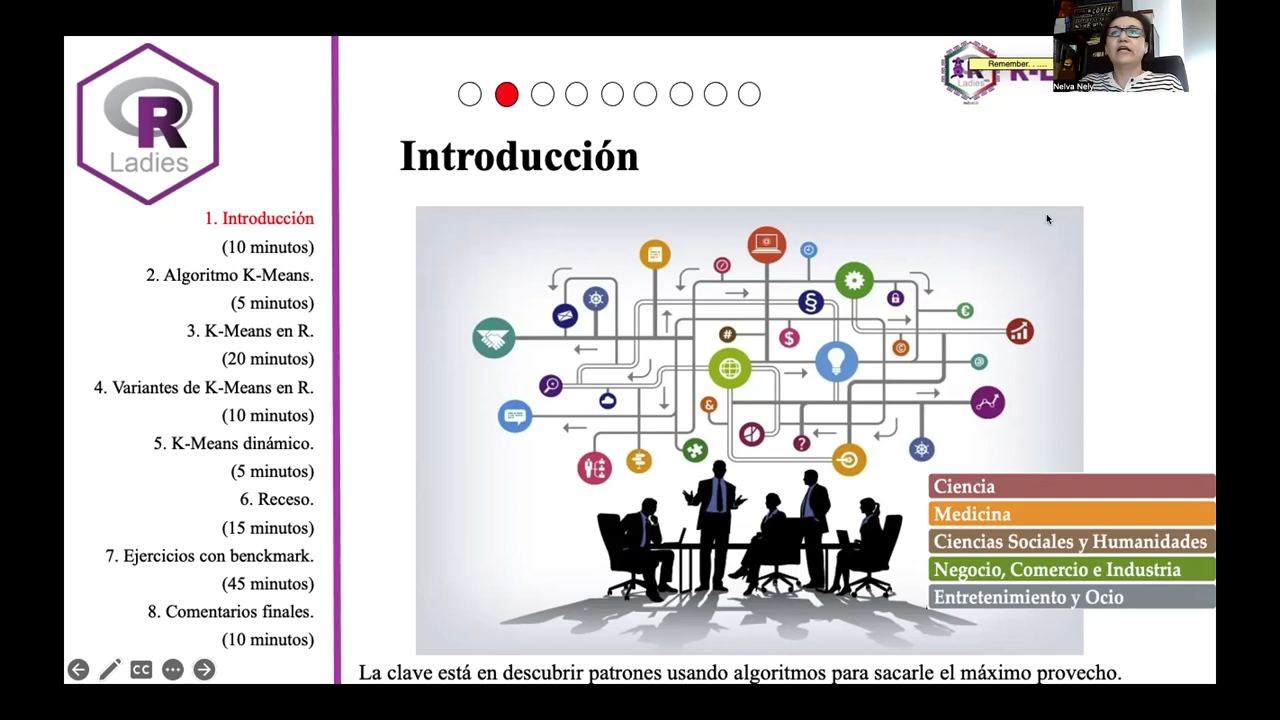 R
Ladies
1. Introducción
(10 minutos)
2. Algoritmo K-Means.
(5 minutos)
3. K-Means en R.
(20 minutos)
4. Variantes de K-Means en R.
(10 minutos)
5. K-Means dinámico.
(5 minutos)
6. Receso.
(15 minutos)
7. Ejercicios con benckmark.
(45 minutos)
8. Comentarios finales.
(10 minutos)
CC
Introducción
Remember. . ....
Ladies
Nelva Nely
COFFEE
§
#
$
€
©
@
&
?
Ciencia
Medicina
Ciencias Sociales y Humanidades
Negocio, Comercio e Industria
Entretenimiento y Ocio
La clave está en descubrir patrones usando algoritmos para sacarle el máximo provecho.